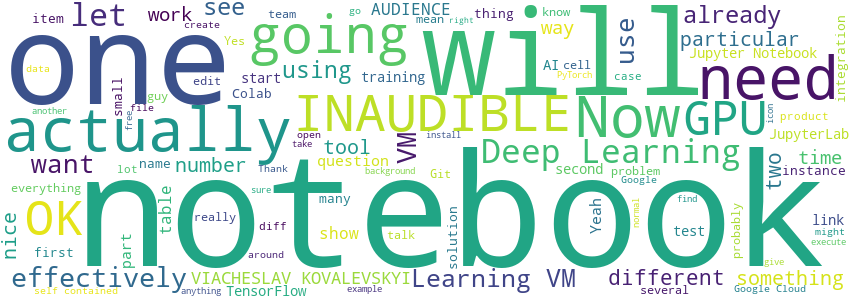 item let work see team AUDIENCE go know mean right thing
create
one will
Yes going way use already
particular
Jupyter Notebook
integration
data small edit start using training AI cell case
PyTorch
need
another guy file Colab
free INAUDIBLE Now GPU icon product
actually open take install
JupyterLab
want VM tool Deep Learning time
name number question second problem two instance
OK notebook
everything lot Thank background Git Google
sure
nice table really many item
diff show solution Yeah normal test find probably link
first part around talk might
execute
give
effectively VIACHESLAV KOVALEVSKYI Learning VM different something
self contained anything TensorFlow example several Google Cloud